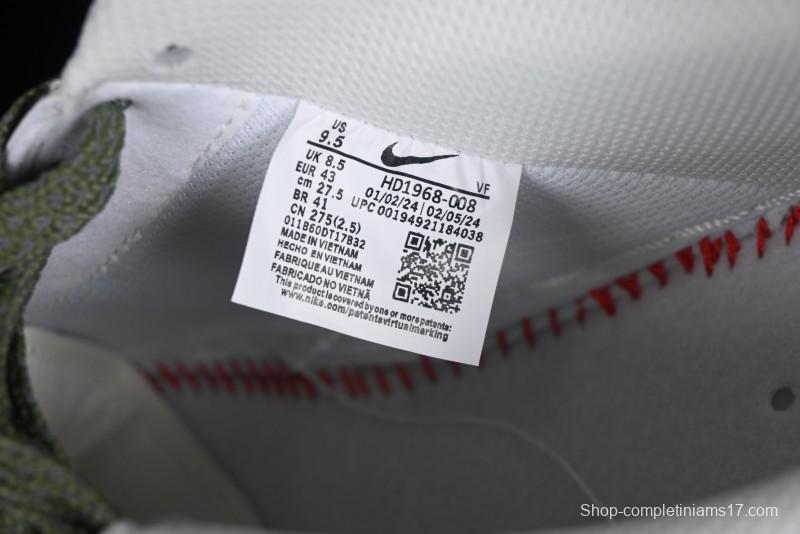 US
9.5
UK 8.5
EUR 43
cm 27.5
BR 41
CN 275(2.5)
VF
HD1968-008
01/02/24 | 02/05/24
UPC 00194921184038
011B60DT17B32
MADE IN VIETNAM
HECHO EN VIETNAM
FABRIQUE AU VIETNAM
FABRICADO NO VIETNÃ
This product is covered by one or more patents:
www.nike.com/patentavirtualmarking
Shop-completiniams17.com